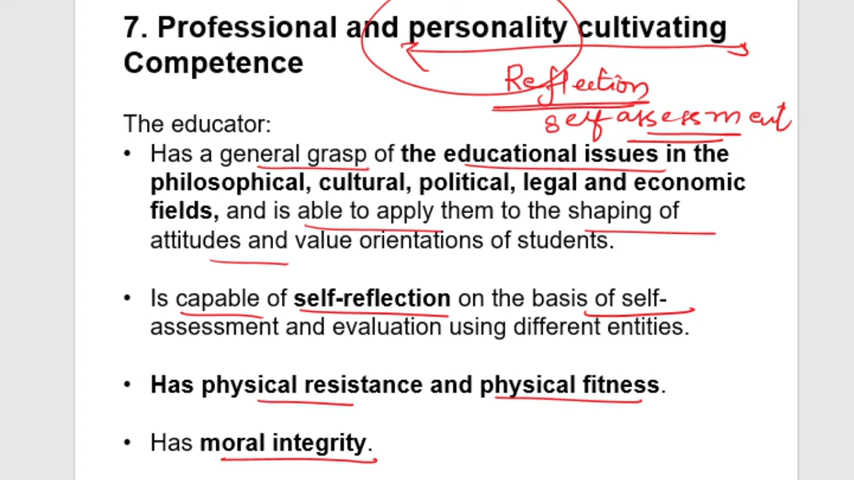 7. Professional and personality cultivating
Competence
Reflection
self assessment
The educator:
• Has a general grasp of the educational issues in the
philosophical, cultural, political, legal and economic
fields, and is able to apply them to the shaping of
attitudes and value orientations of students.
• Is capable of self-reflection on the basis of self-
assessment and evaluation using different entities.
• Has physical resistance and physical fitness.
• Has moral integrity.